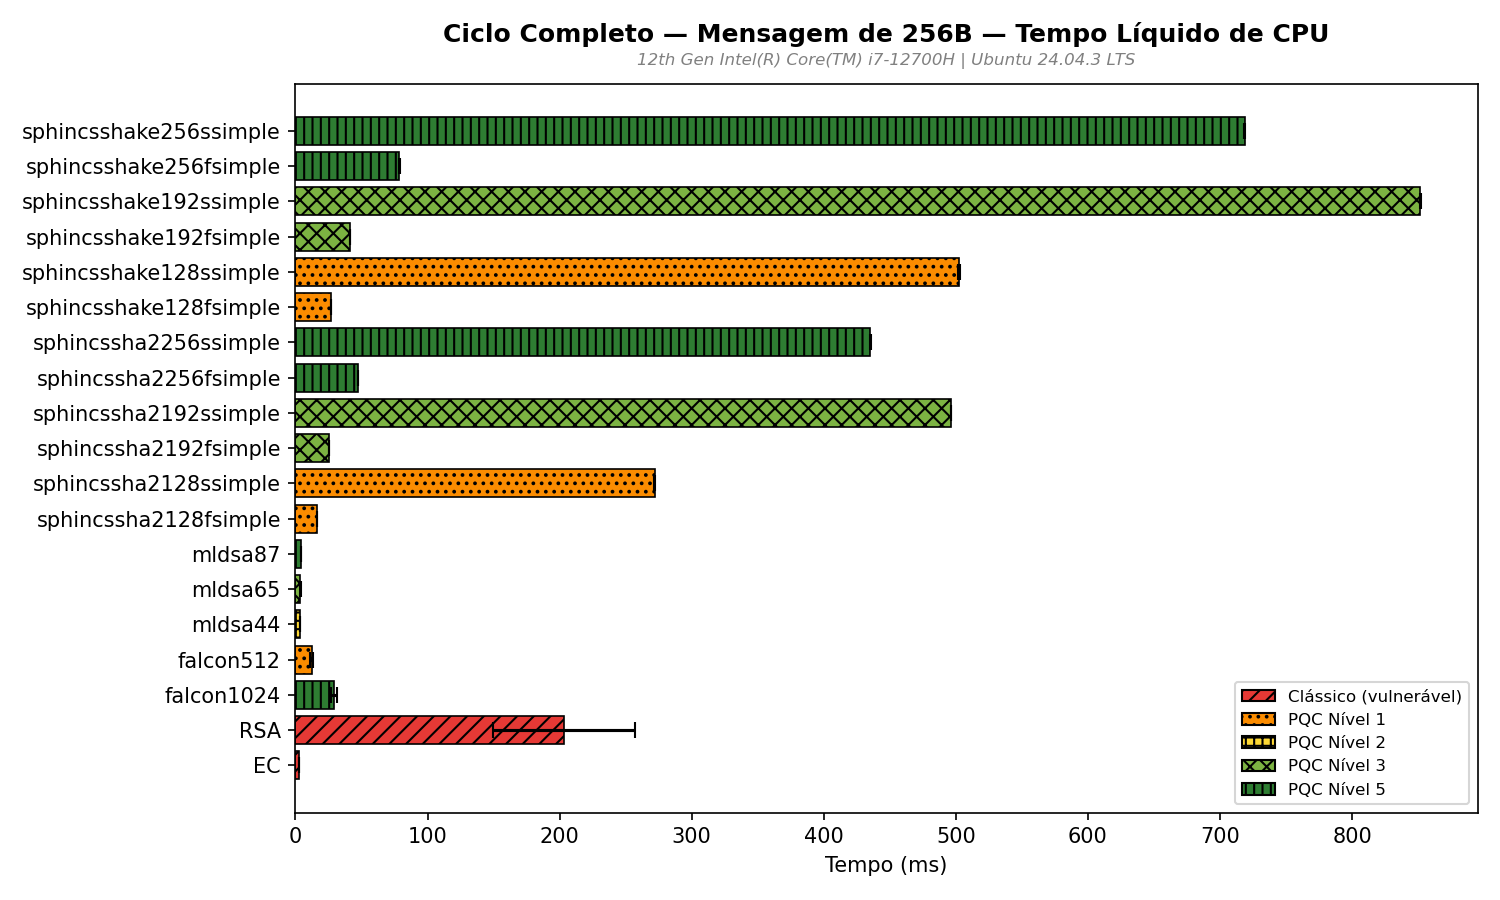 Ciclo Completo — Mensagem de 256B — Tempo Líquido de CPU
12th Gen Intel(R) Core(TM) i7-12700H | Ubuntu 24.04.3 LTS
sphincsshake256ssimple
sphincsshake256fsimple
sphincsshake192ssimple
sphincsshake192fsimple
sphincsshake128ssimple
sphincsshake128fsimple
sphincssha2256ssimple
sphincssha2256fsimple
sphincssha2192ssimple
sphincssha2192fsimple
sphincssha2128ssimple
sphincssha2128fsimple
mldsa87
mldsa65
mldsa44
falcon512
falcon1024
RSA
EC
Clássico (vulnerável)
PQC Nível 1
PQC Nível 2
PQC Nível 3
PQC Nível 5
0 100 200 300 400 500 600 700 800
Tempo (ms)